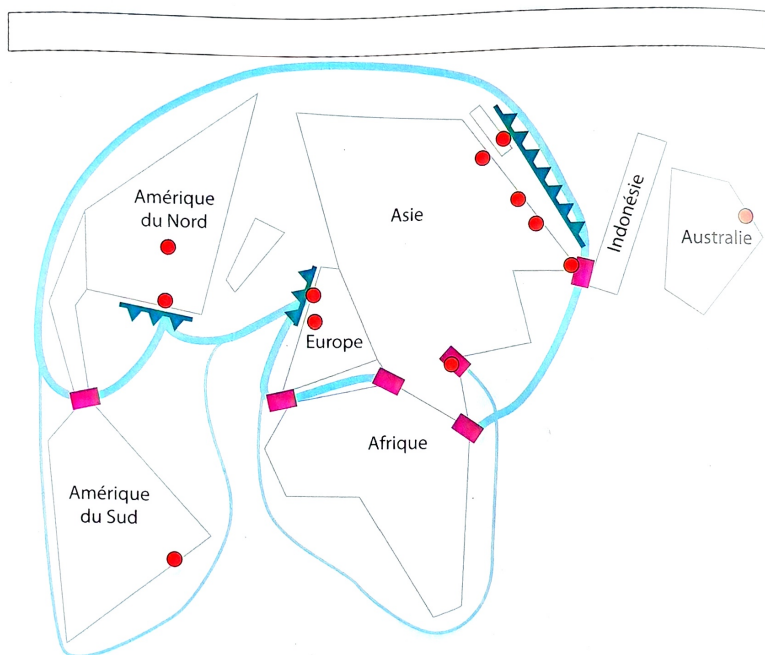 Amérique
du Nord
Asie
Indonésie
Australie
Europe
Afrique
Amérique
du Sud